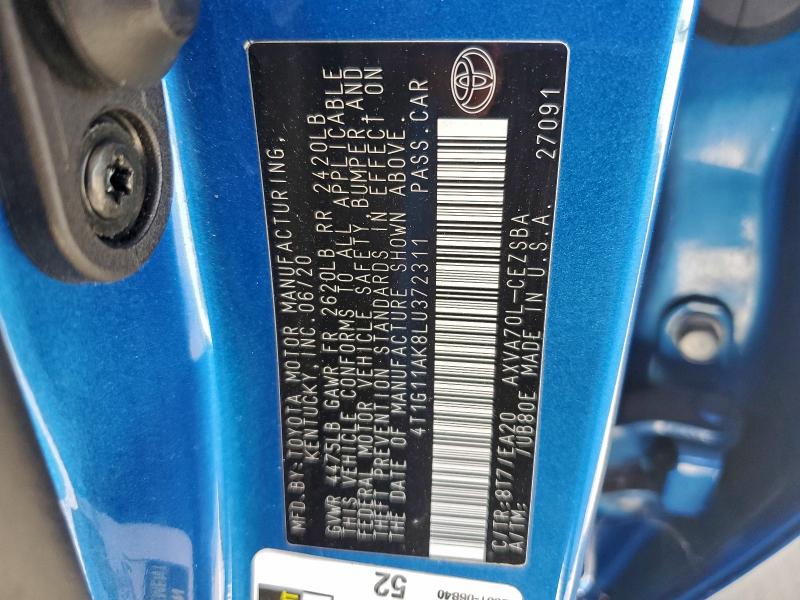 MFD.BY:TOYOTA MOTOR MANUFACTURING,
KENTUCKY, INC. 06/20
GVWR 4475LB GAWR FR 2620LB RR 2420LB
THIS VEHICLE CONFORMS TO ALL APPLICABLE
FEDERAL MOTOR VEHICLE SAFETY, BUMPER AND
THEFT PREVENTION STANDARDS IN EFFECT ON
THE DATE OF MANUFACTURE SHOWN ABOVE.
4T1G11AK8LU372311 PASS.CAR
C/TR:8T7/EA20 AXVA70L-CEZSBA
A/TM: /UB80E MADE IN U.S.A. 27091
52